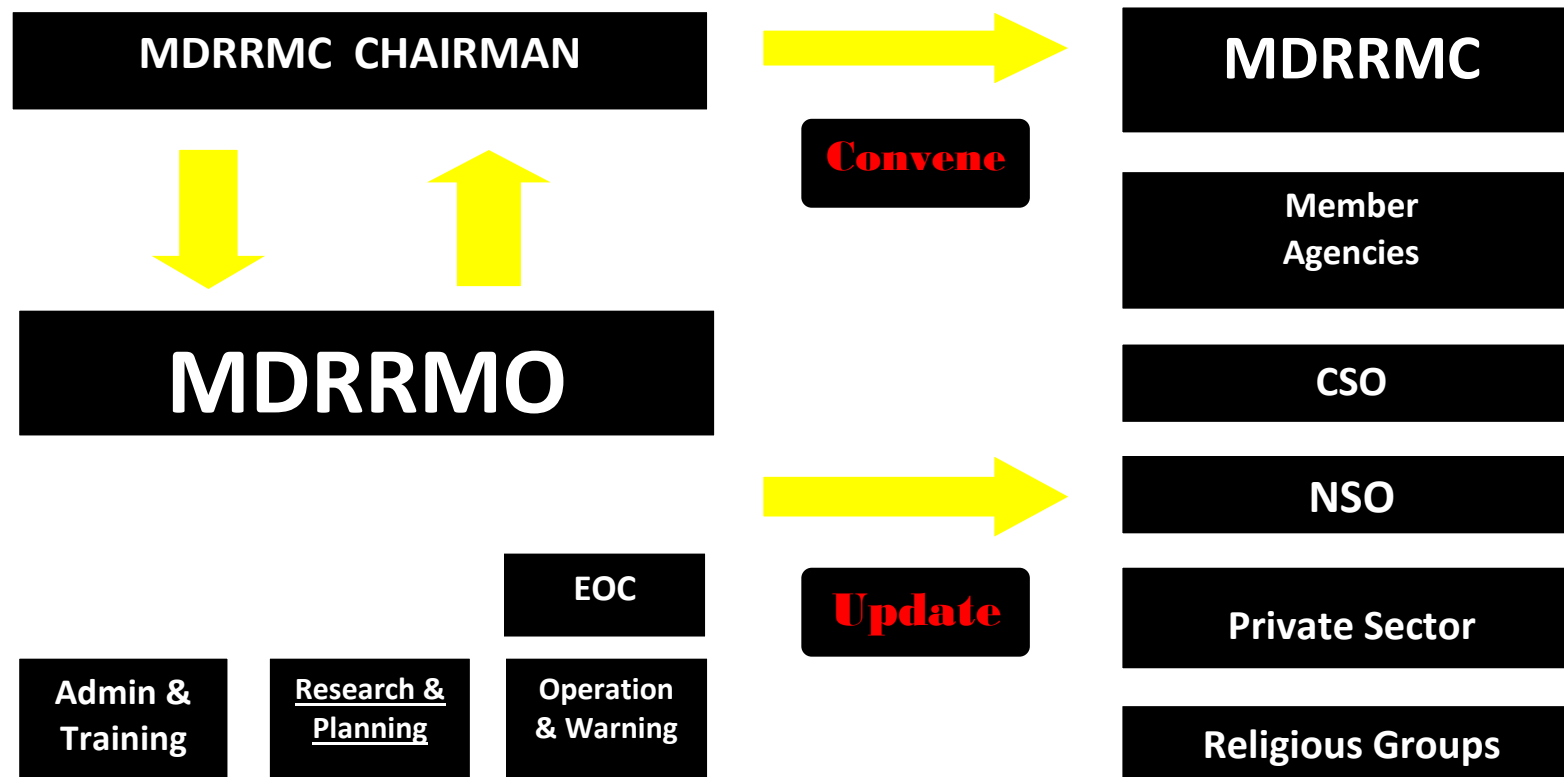 MDRRMC CHAIRMAN
MDRRMC
Convene
Member
Agencies
MDRRMO
CSO
NSO
EOC
Update
Private Sector
Admin &
Training
Research &
Planning
Operation
& Warning
Religious Groups